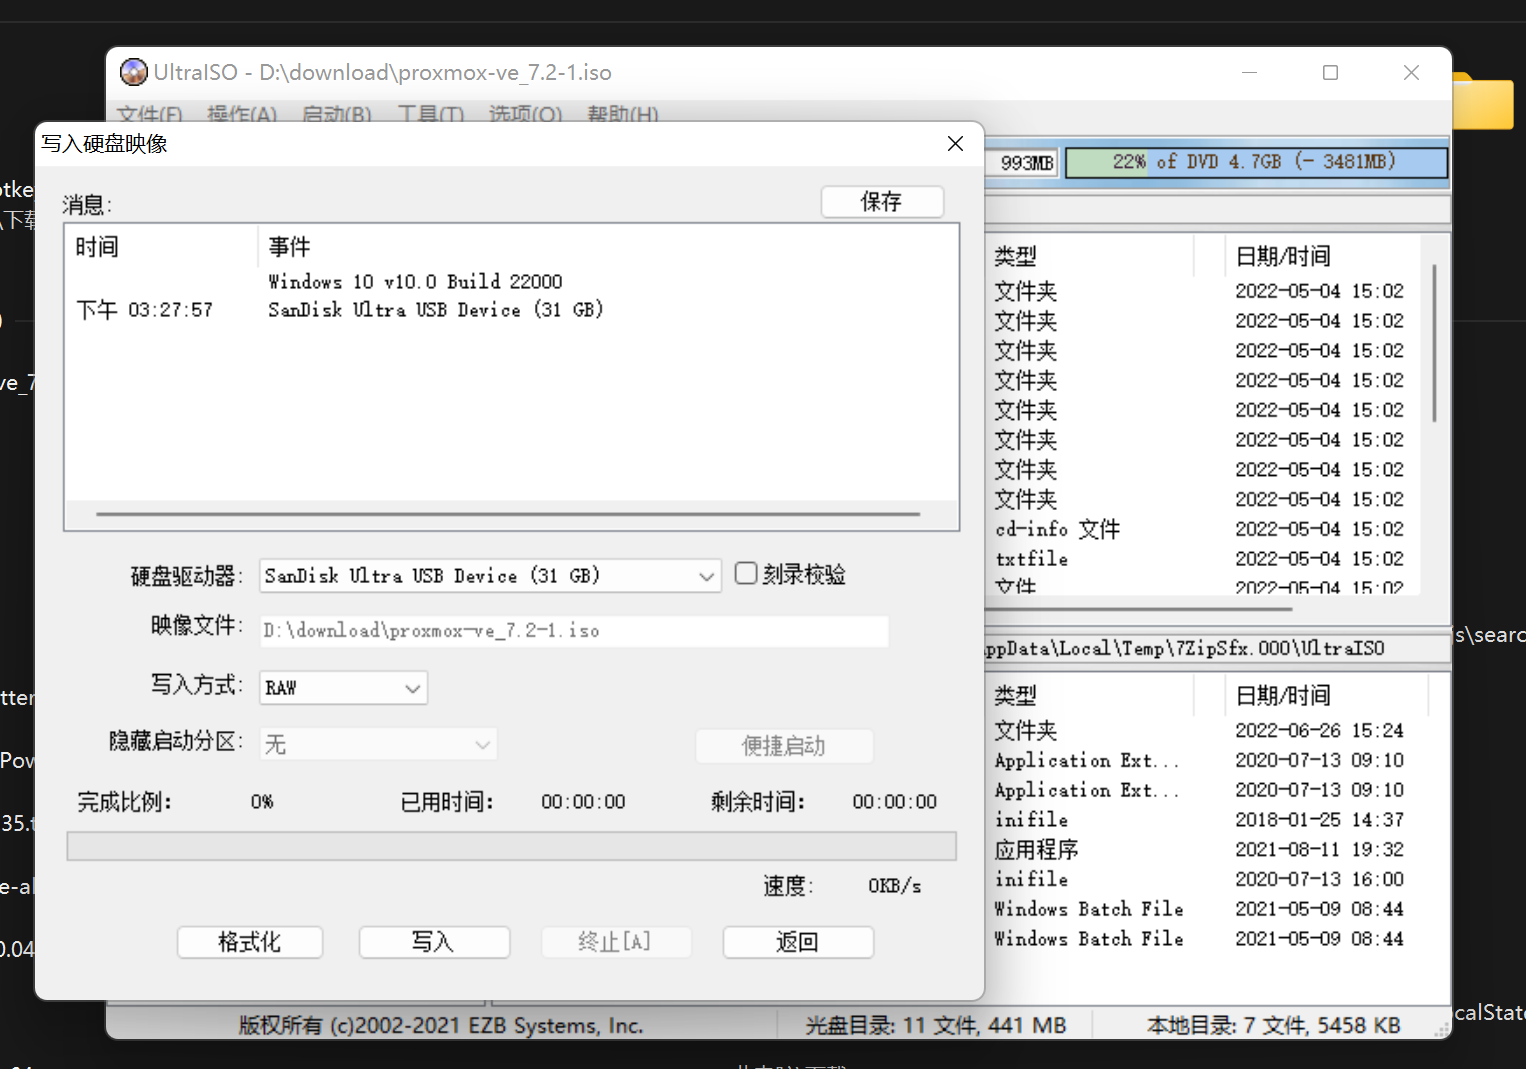 UltraISO - D:\download\proxmox-ve_7.2-1.iso
文件(F) 操作(A) 启动(B) 工具(T) 选项(O) 帮助(H)
写入硬盘映像
993MB
22% of DVD 4.7GB (- 3481MB)
消息:
保存
时间 事件
Windows 10 v10.0 Build 22000
下午 03:27:57 SanDisk Ultra USB Device (31 GB)
硬盘驱动器: SanDisk Ultra USB Device (31 GB) 刻录校验
映像文件: D:\download\proxmox-ve_7.2-1.iso
写入方式: RAW
隐藏启动分区: 无 便捷启动
完成比例: 0% 已用时间: 00:00:00 剩余时间: 00:00:00
速度: 0KB/s
格式化 写入 终止[A] 返回
类型 日期/时间
文件夹 2022-05-04 15:02
文件夹 2022-05-04 15:02
文件夹 2022-05-04 15:02
文件夹 2022-05-04 15:02
文件夹 2022-05-04 15:02
文件夹 2022-05-04 15:02
文件夹 2022-05-04 15:02
文件夹 2022-05-04 15:02
cd-info 文件 2022-05-04 15:02
txtfile 2022-05-04 15:02
文件 2022-05-04 15:02
ppData\Local\Temp\7ZipSfx.000\UltraISO
类型 日期/时间
文件夹 2022-06-26 15:24
Application Ext... 2020-07-13 09:10
Application Ext... 2020-07-13 09:10
inifile 2018-01-25 14:37
应用程序 2021-08-11 19:32
inifile 2020-07-13 16:00
Windows Batch File 2021-05-09 08:44
Windows Batch File 2021-05-09 08:44
版权所有 (c)2002-2021 EZB Systems, Inc.
光盘目录: 11 文件, 441 MB
本地目录: 7 文件, 5458 KB
otke
\下载
ve_7
tter
Pow
35.t
e-al
0.04
s\searc
calState